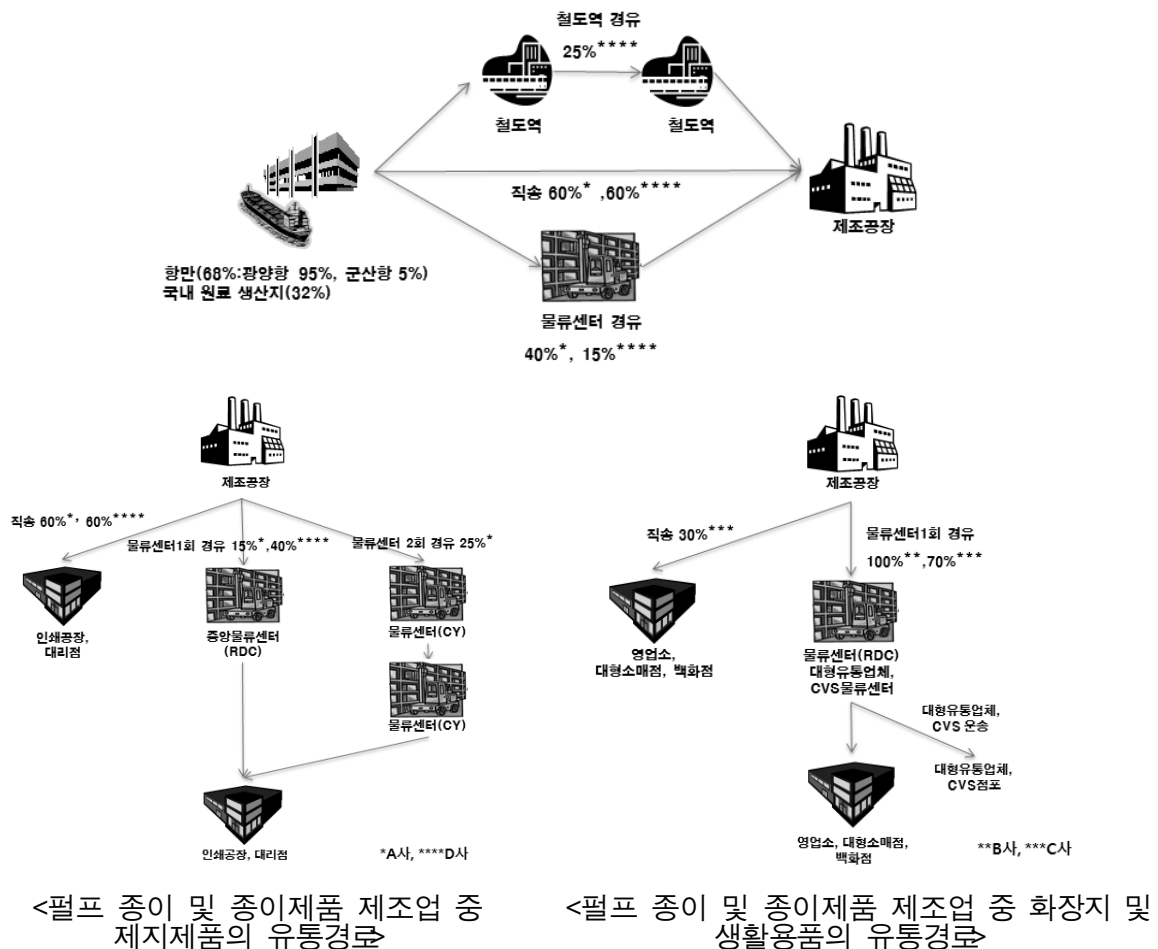 철도역 경유
25%****
철도역
철도역
직송 60%* ,60%****
제조공장
항만(68%:광양항 95%, 군산항 5%)
국내 원료 생산지(32%)
물류센터 경유
40%*, 15%****
제조공장
직송 60%*, 60%****
물류센터1회 경유 15%*,40%****
물류센터 2회 경유 25%*
인쇄공장,
대리점
중앙물류센터
(RDC)
물류센터(CY)
물류센터(CY)
인쇄공장, 대리점
*A사, ****D사
<펄프 종이 및 종이제품 제조업 중
제지제품의 유통경로>
제조공장
직송 30%***
물류센터1회 경유
100%**,70%***
영업소,
대형소매점, 백화점
물류센터(RDC)
대형유통업체,
CVS물류센터
대형유통업체,
CVS 운송
대형유통업체,
CVS점포
영업소, 대형소매점,
백화점
**B사, ***C사
<펄프 종이 및 종이제품 제조업 중 화장지 및
생활용품의 유통경로>